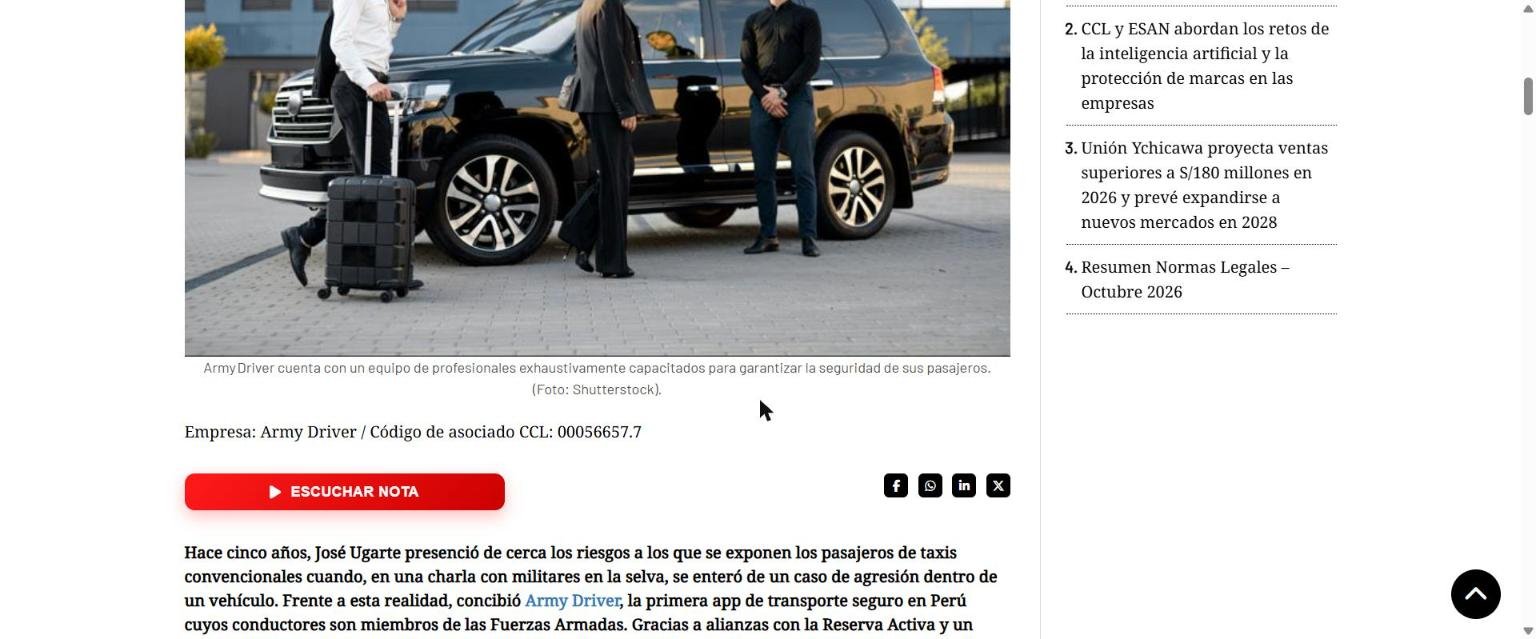 ArmyDriver cuenta con un equipo de profesionales exhaustivamente capacitados para garantizar la seguridad de sus pasajeros.
(Foto: Shutterstock).
Empresa: Army Driver / Código de asociado CCL: 00056657.7
ESCUCHAR NOTA
Hace cinco años, José Ugarte presenció de cerca los riesgos a los que se exponen los pasajeros de taxis
convencionales cuando, en una charla con militares en la selva, se enteró de un caso de agresión dentro de
un vehículo. Frente a esta realidad, concibió Army Driver, la primera app de transporte seguro en Perú
cuyos conductores son miembros de las Fuerzas Armadas. Gracias a alianzas con la Reserva Activa y un
2. CCL y ESAN abordan los retos de
la inteligencia artificial y la
protección de marcas en las
empresas
3. Unión Ychicawa proyecta ventas
superiores a S/180 millones en
2026 y prevé expandirse a
nuevos mercados en 2028
4. Resumen Normas Legales –
Octubre 2026